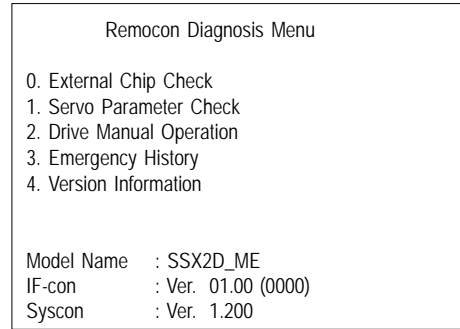 Remocon Diagnosis Menu
0. External Chip Check
1. Servo Parameter Check
2. Drive Manual Operation
3. Emergency History
4. Version Information
Model Name : SSX2D_ME
IF-con : Ver. 01.00 (0000)
Syscon : Ver. 1.200